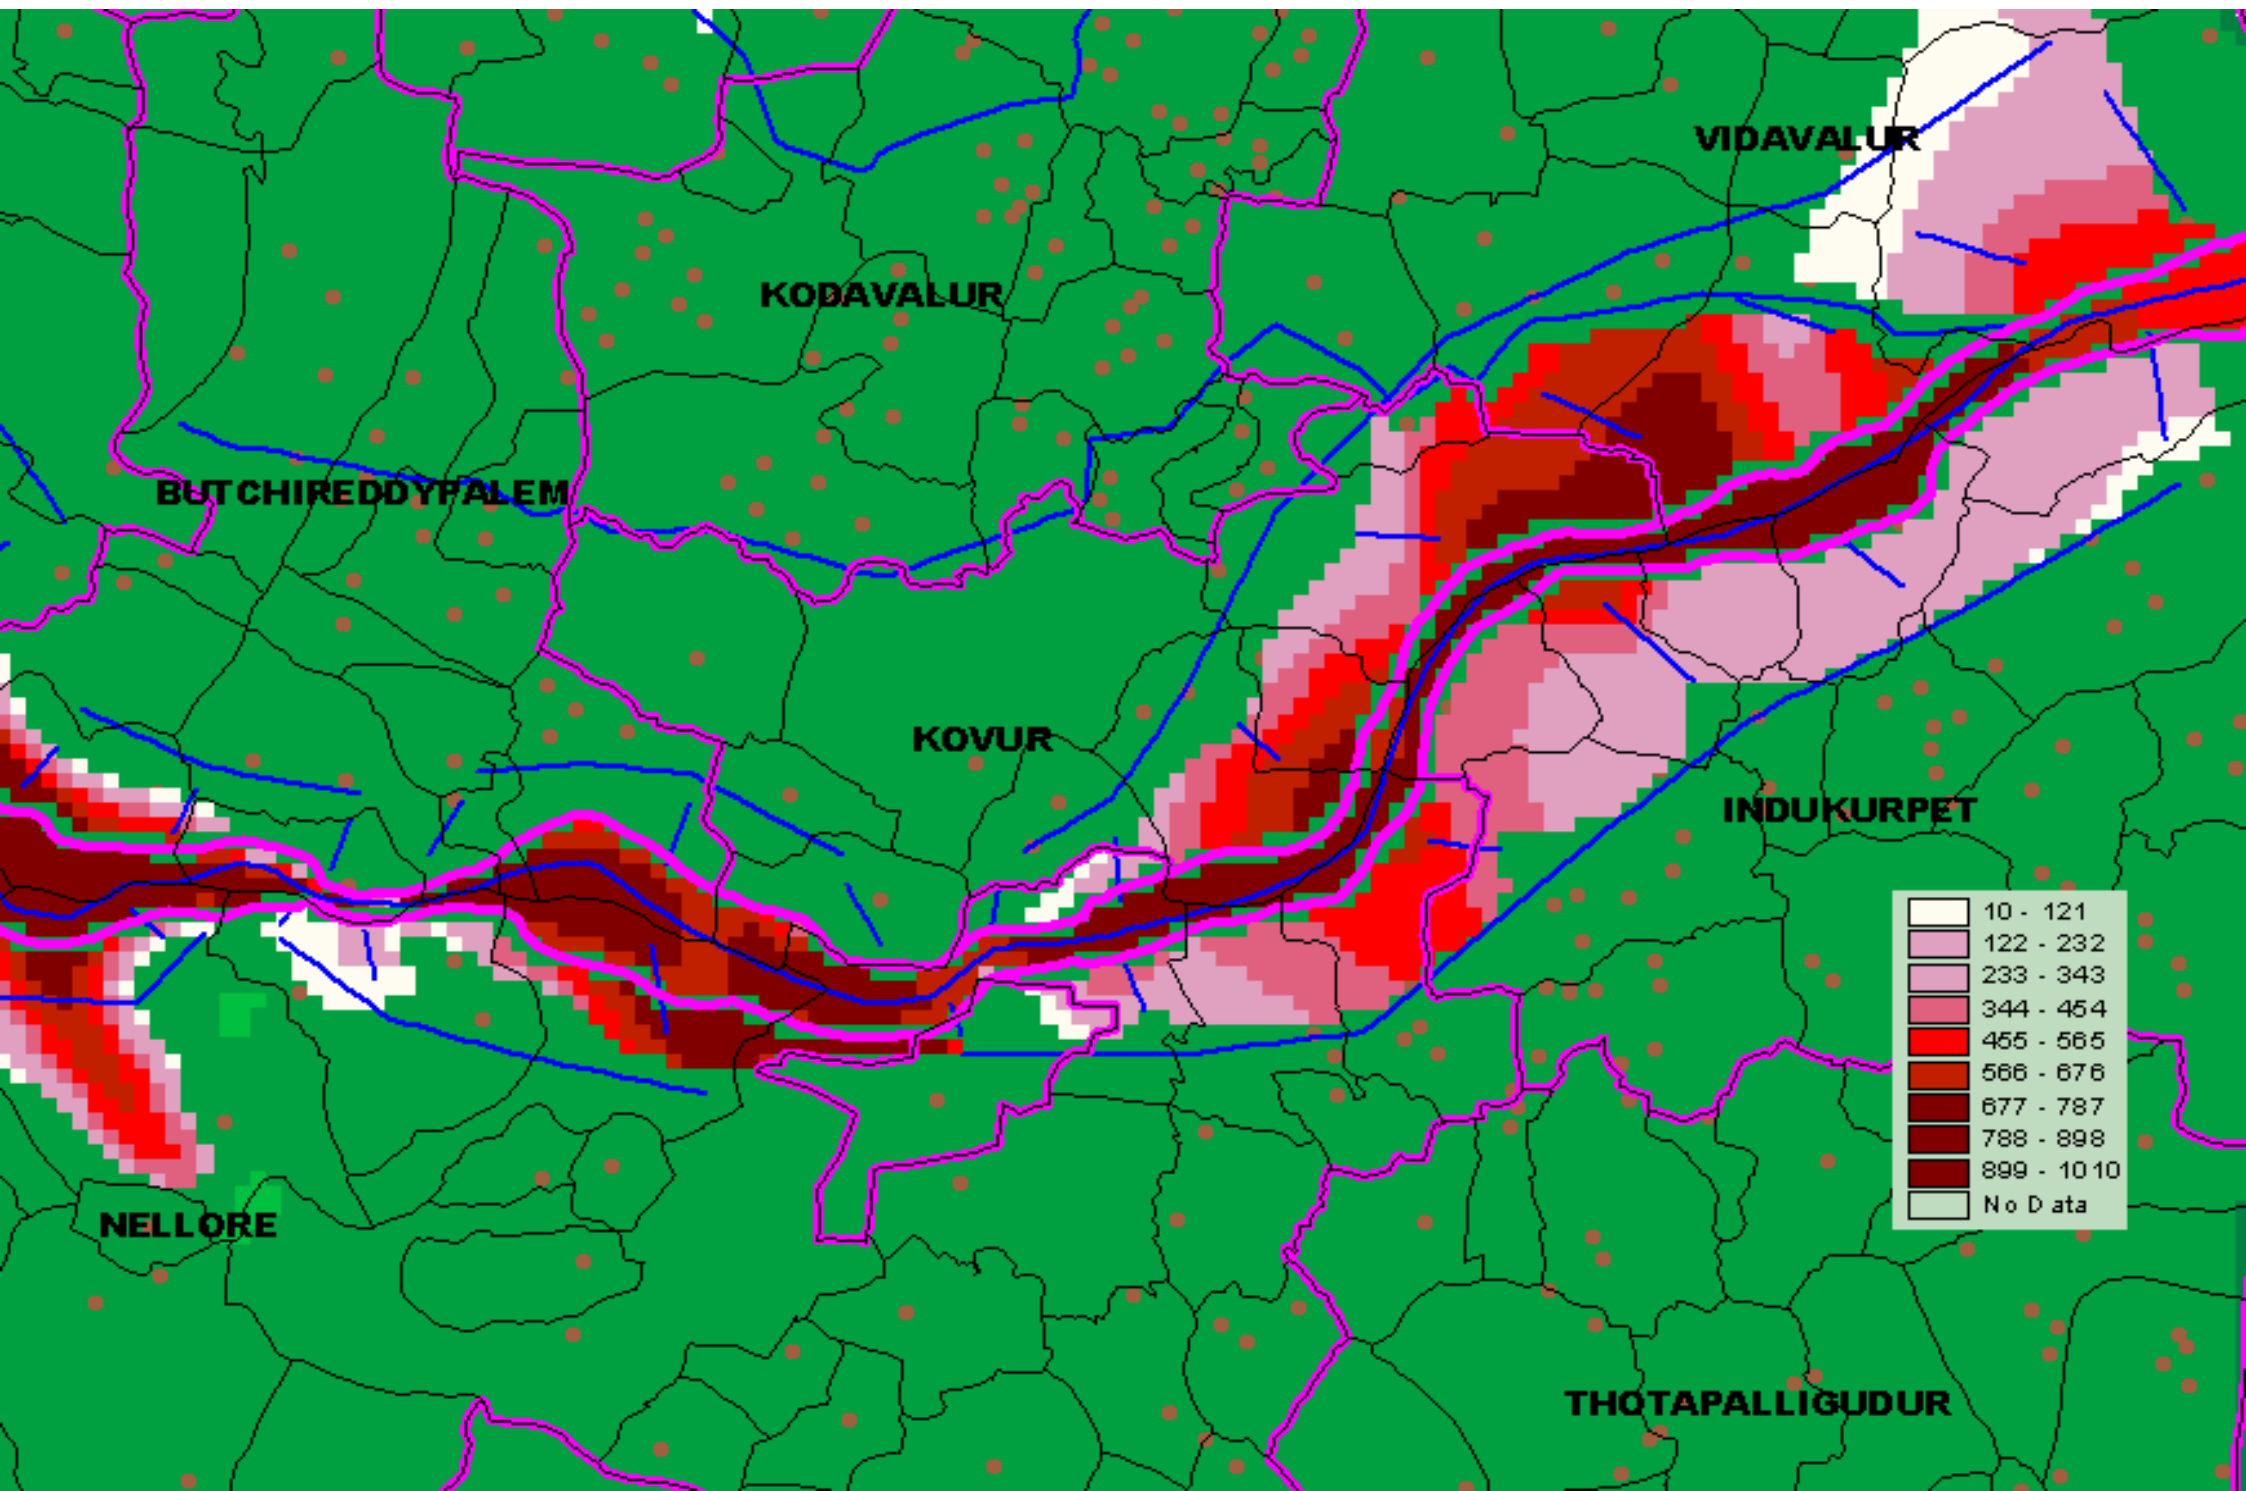 VIDAVALUR
KODAVALUR
BUTCHIREDDYPALEM
KOVUR
INDUKURPET
10 - 121
122 - 232
233 - 343
344 - 454
455 - 565
566 - 676
677 - 787
788 - 898
899 - 1010
No Data
NELLORE
THOTAPALLIGUDUR